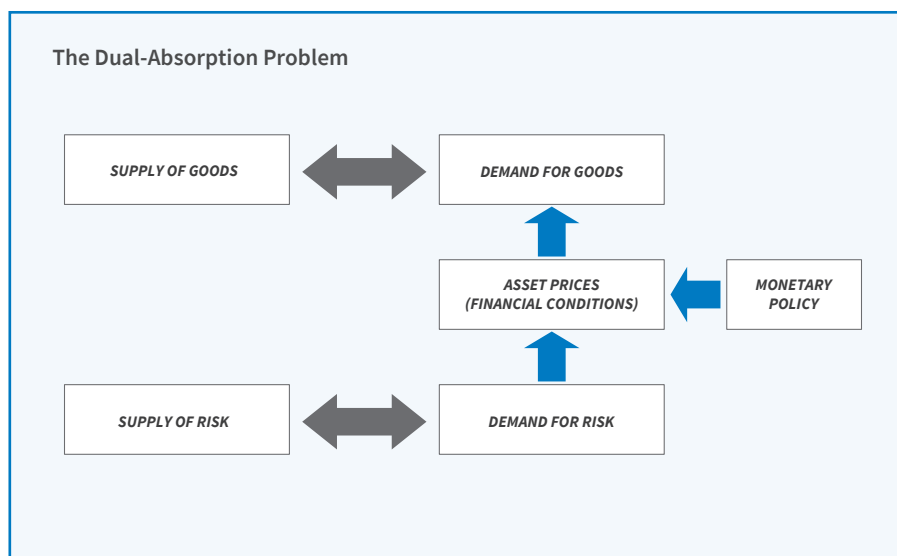 The Dual-Absorption Problem
SUPPLY OF GOODS
DEMAND FOR GOODS
ASSET PRICES
(FINANCIAL CONDITIONS)
MONETARY
POLICY
SUPPLY OF RISK
DEMAND FOR RISK